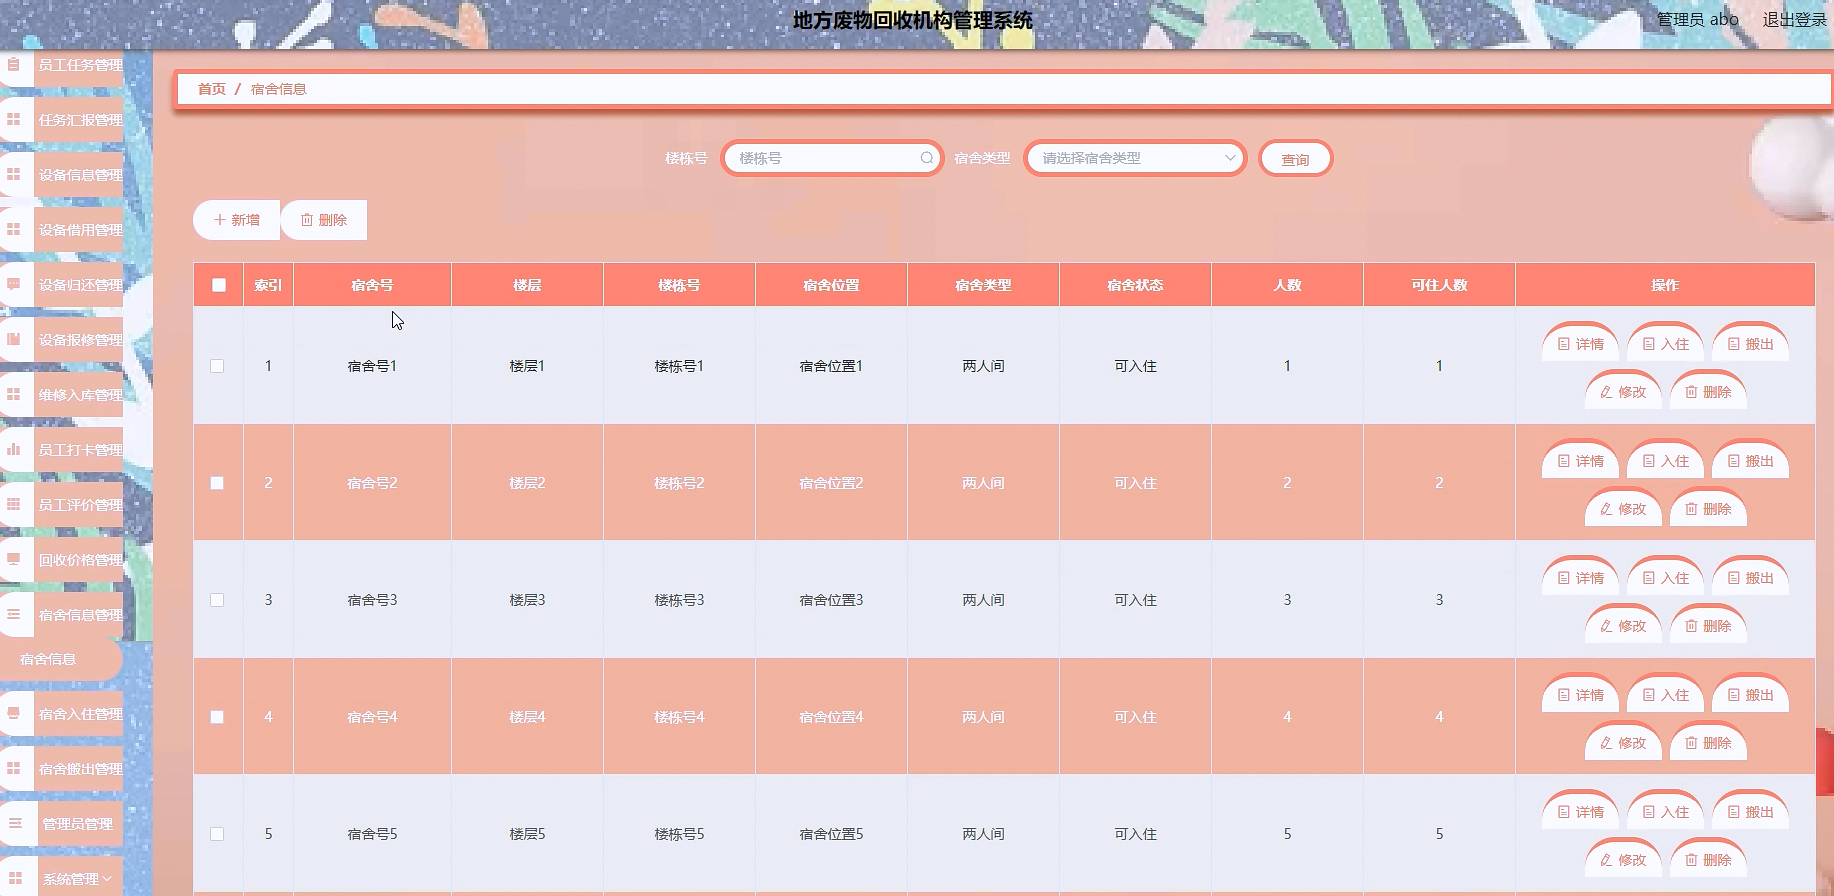 地方废物回收机构管理系统
管理员 abo 退出登录
员工任务管理
任务汇报管理
设备信息管理
设备借用管理
设备归还管理
设备报修管理
维修入库管理
员工打卡管理
员工评价管理
回收价格管理
宿舍信息管理
宿舍信息
宿舍入住管理
宿舍搬出管理
管理员管理
系统管理
首页 / 宿舍信息
楼栋号 楼栋号 宿舍类型 请选择宿舍类型 查询
新增 删除
索引 宿舍号 楼层 楼栋号 宿舍位置 宿舍类型 宿舍状态 人数 可住人数 操作
1 宿舍号1 楼层1 楼栋号1 宿舍位置1 两人间 可入住 1 1 详情 入住 搬出
修改 删除
2 宿舍号2 楼层2 楼栋号2 宿舍位置2 两人间 可入住 2 2 详情 入住 搬出
修改 删除
3 宿舍号3 楼层3 楼栋号3 宿舍位置3 两人间 可入住 3 3 详情 入住 搬出
修改 删除
4 宿舍号4 楼层4 楼栋号4 宿舍位置4 两人间 可入住 4 4 详情 入住 搬出
修改 删除
5 宿舍号5 楼层5 楼栋号5 宿舍位置5 两人间 可入住 5 5 详情 入住 搬出
修改 删除